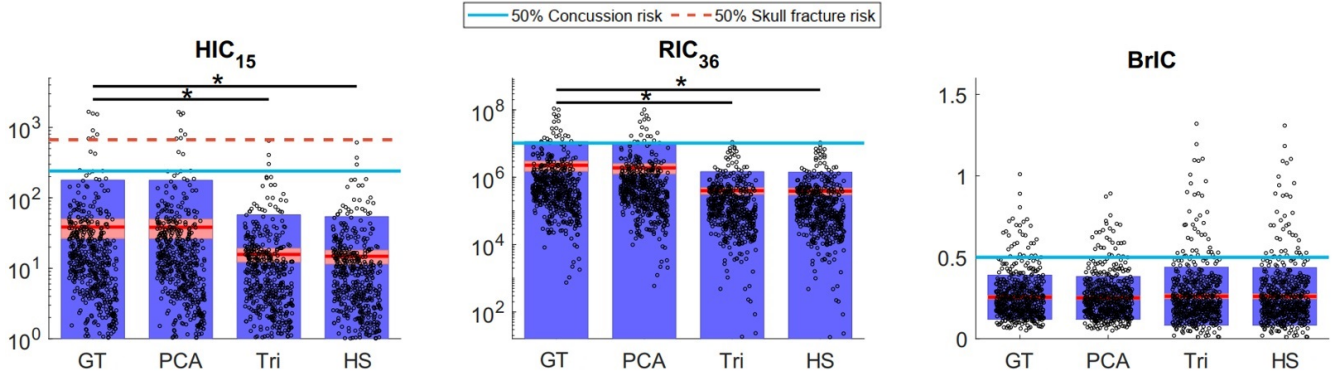 50% Concussion risk 50% Skull fracture risk
HIC15
*
*
10^3
10^2
10^1
10^0
GT PCA Tri HS
RIC36
*
*
10^8
10^6
10^4
10^2
GT PCA Tri HS
BrIC
1.5
1
0.5
0
GT PCA Tri HS